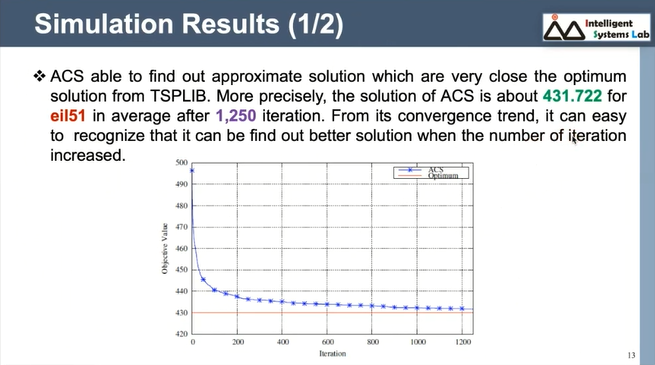 Simulation Results (1/2)
Intelligent
Systems Lab
❖ ACS able to find out approximate solution which are very close the optimum
solution from TSPLIB. More precisely, the solution of ACS is about 431.722 for
eil51 in average after 1,250 iteration. From its convergence trend, it can easy
to recognize that it can be find out better solution when the number of iteration
increased.
500
490
480
470
460
450
440
430
420
Objective Value
ACS
Optimum
0 200 400 600 800 1000 1200
Iteration
13